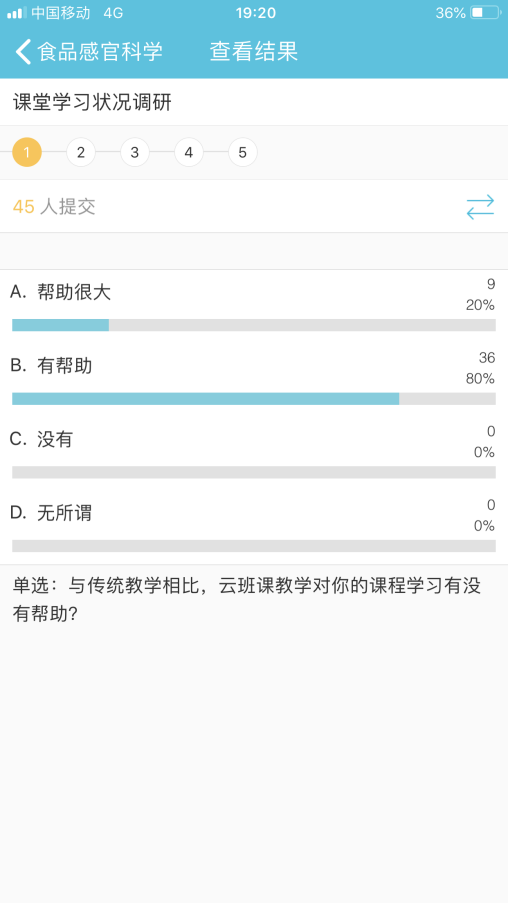 中国移动 4G 19:20 36%
食品感官科学 查看结果
课堂学习状况调研
1 2 3 4 5
45 人提交
A. 帮助很大 9
20%
B. 有帮助 36
80%
C. 没有 0
0%
D. 无所谓 0
0%
单选：与传统教学相比，云班课教学对你的课程学习有没
有帮助?